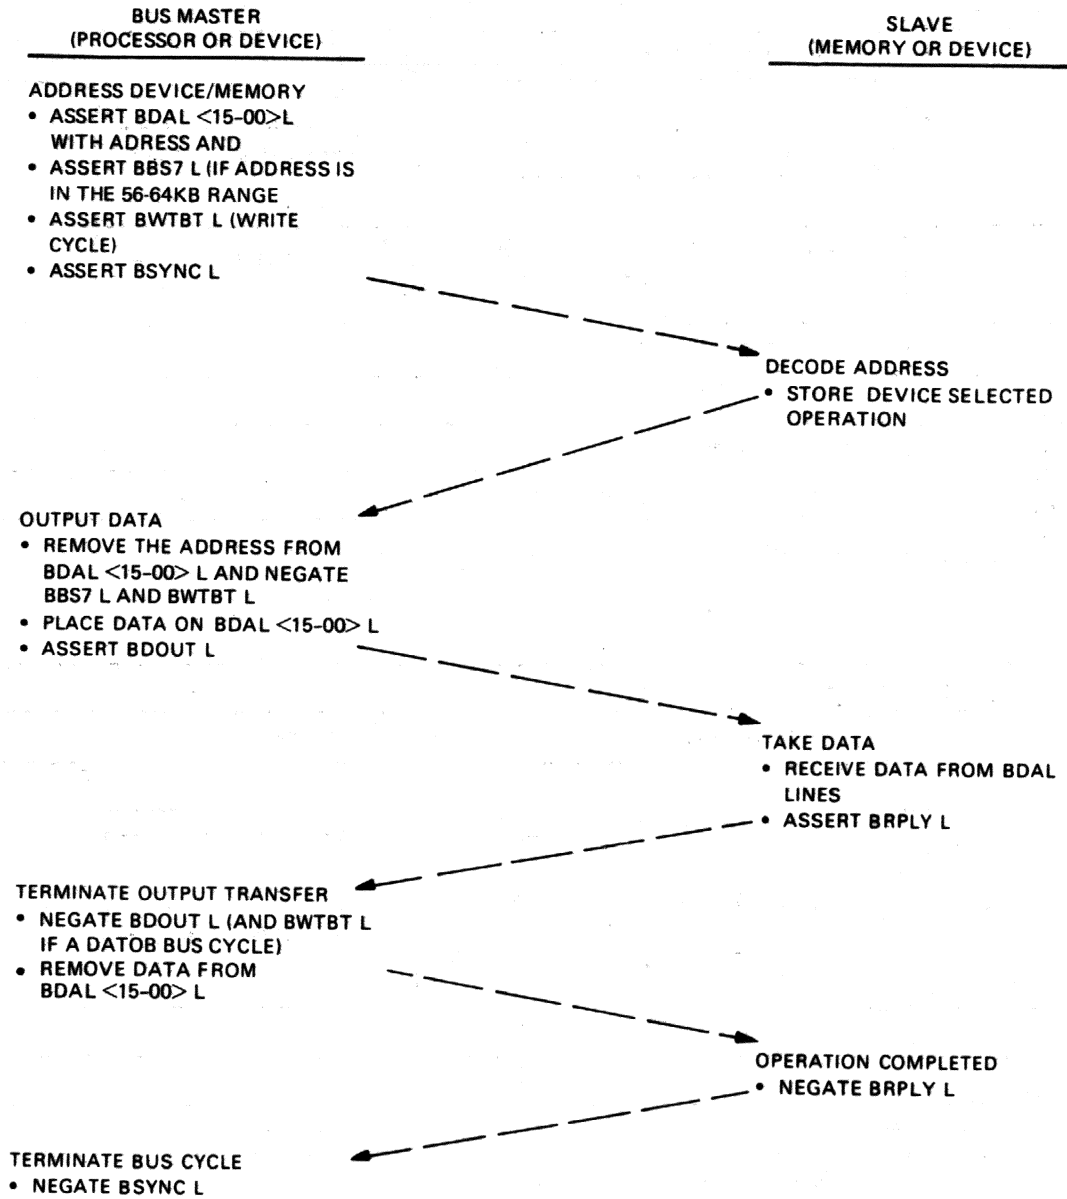 BUS MASTER
(PROCESSOR OR DEVICE)
SLAVE
(MEMORY OR DEVICE)
ADDRESS DEVICE/MEMORY
• ASSERT BDAL <15-00>L
WITH ADRESS AND
• ASSERT BBS7 L (IF ADDRESS IS
IN THE 56-64KB RANGE
• ASSERT BWTBT L (WRITE
CYCLE)
• ASSERT BSYNC L
DECODE ADDRESS
• STORE DEVICE SELECTED
OPERATION
OUTPUT DATA
• REMOVE THE ADDRESS FROM
BDAL <15-00> L AND NEGATE
BBS7 L AND BWTBT L
• PLACE DATA ON BDAL <15-00> L
• ASSERT BDOUT L
TAKE DATA
• RECEIVE DATA FROM BDAL
LINES
• ASSERT BRPLY L
TERMINATE OUTPUT TRANSFER
• NEGATE BDOUT L (AND BWTBT L
IF A DATOB BUS CYCLE)
• REMOVE DATA FROM
BDAL <15-00> L
OPERATION COMPLETED
• NEGATE BRPLY L
TERMINATE BUS CYCLE
• NEGATE BSYNC L